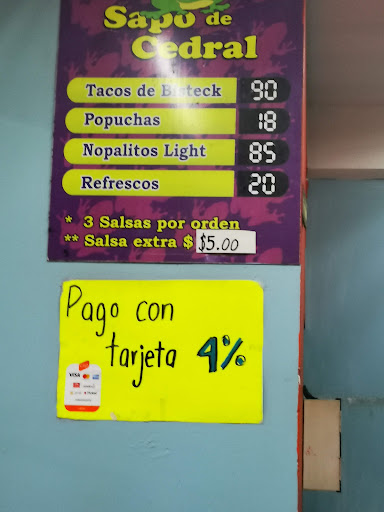 Sapo de
Cedral
Tacos de Bisteck 90
Popuchas 18
Nopalitos Light 85
Refrescos 20
* 3 Salsas por orden
** Salsa extra $ $5.00
Pago con
tarjeta 4%
VISA